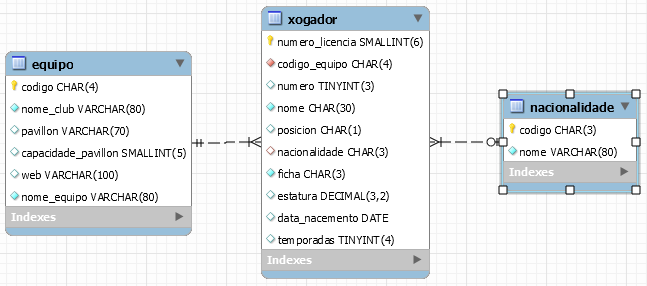 equipo
codigo CHAR(4)
nome_club VARCHAR(80)
pavillon VARCHAR(70)
capacidade_pavillon SMALLINT(5)
web VARCHAR(100)
nome_equipo VARCHAR(80)
Indexes
xogador
numero_licencia SMALLINT(6)
codigo_equipo CHAR(4)
numero TINYINT(3)
nome CHAR(30)
posicion CHAR(1)
nacionalidade CHAR(3)
ficha CHAR(3)
estatura DECIMAL(3,2)
data_nacemento DATE
temporadas TINYINT(4)
Indexes
nacionalidade
codigo CHAR(3)
nome VARCHAR(80)
Indexes